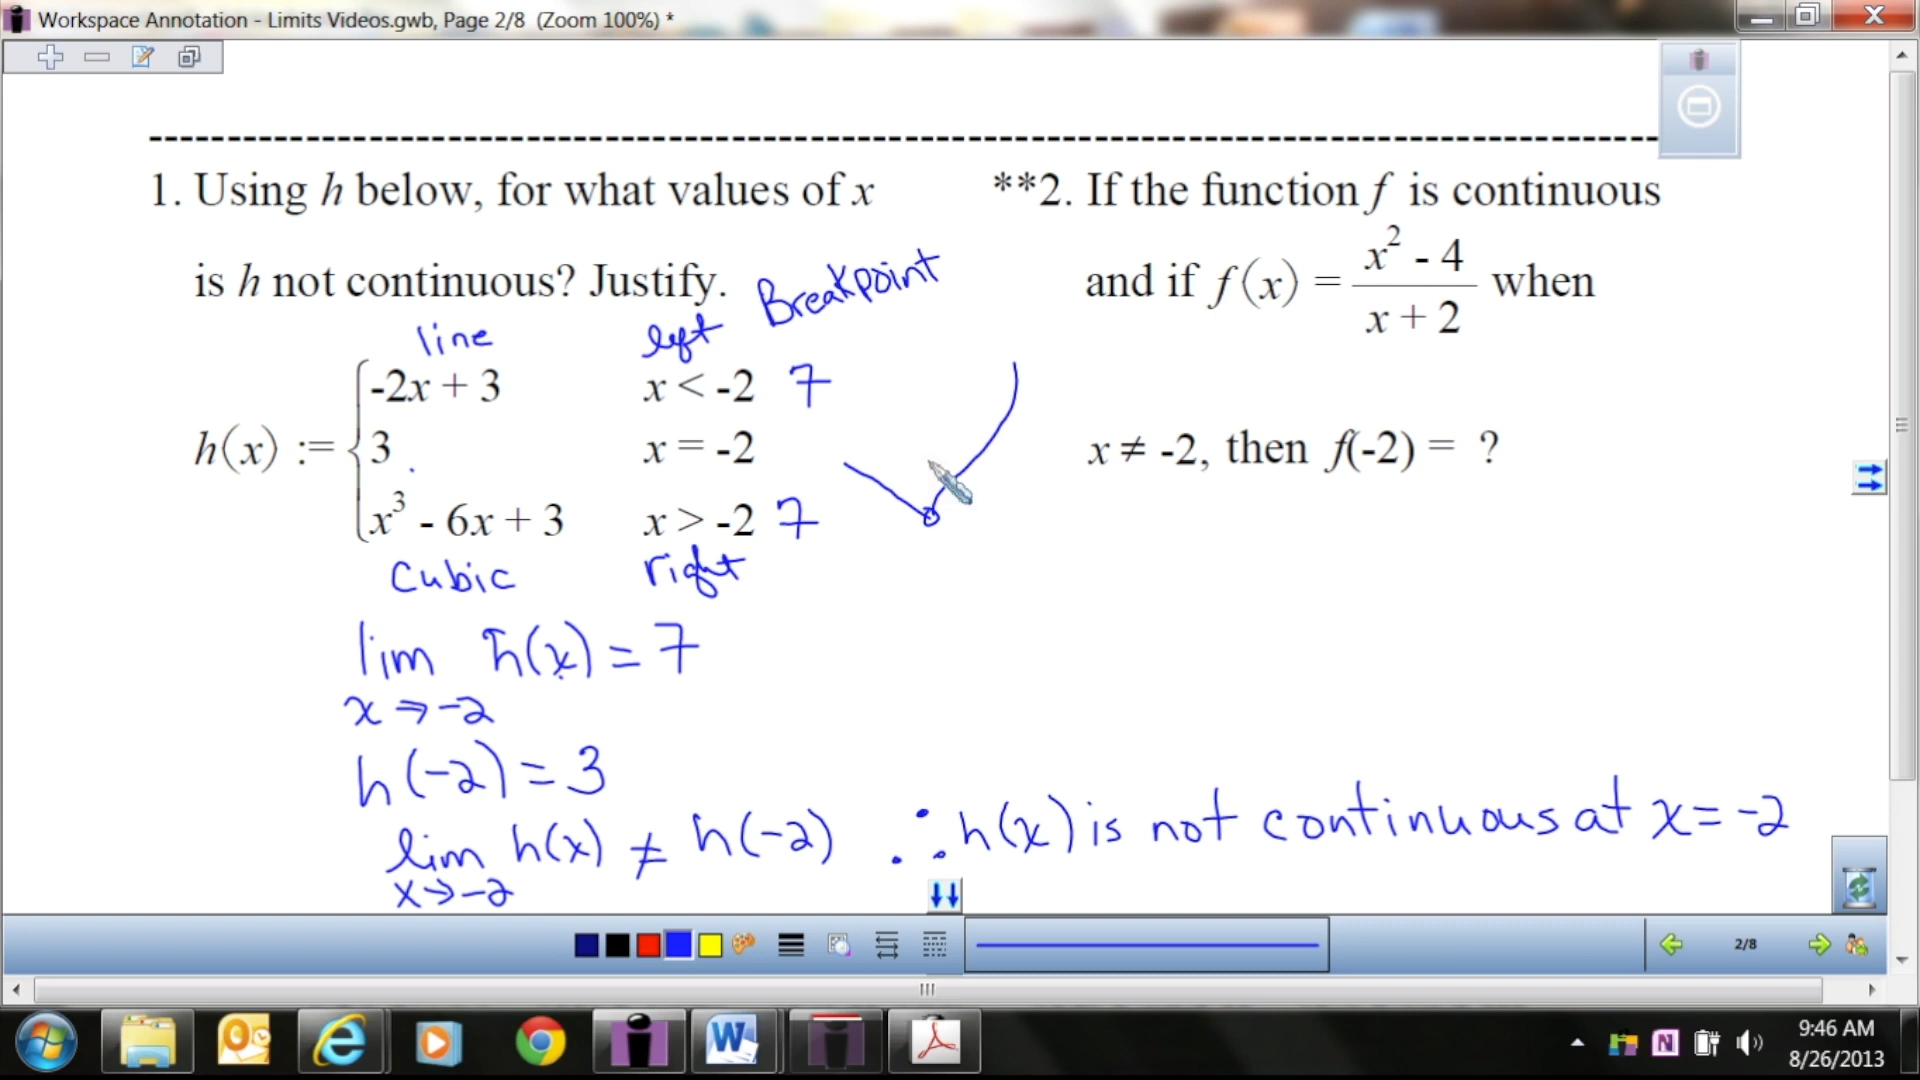 Workspace Annotation - Limits Videos.gwb, Page 2/8 (Zoom 100%) *
1. Using h below, for what values of x
is h not continuous? Justify.
Breakpoint
line
left
-2x + 3 x < -2 7
h(x) := 3 x = -2
x³ - 6x + 3 x > -2 7
cubic
right
lim h(x) = 7
x → -2
h(-2) = 3
lim h(x) ≠ h(-2) ∴ h(x) is not continuous at x = -2
x → -2
**2. If the function f is continuous
and if f(x) = (x² - 4)/(x + 2) when
x ≠ -2, then f(-2) = ?
2/8
9:46 AM
8/26/2013